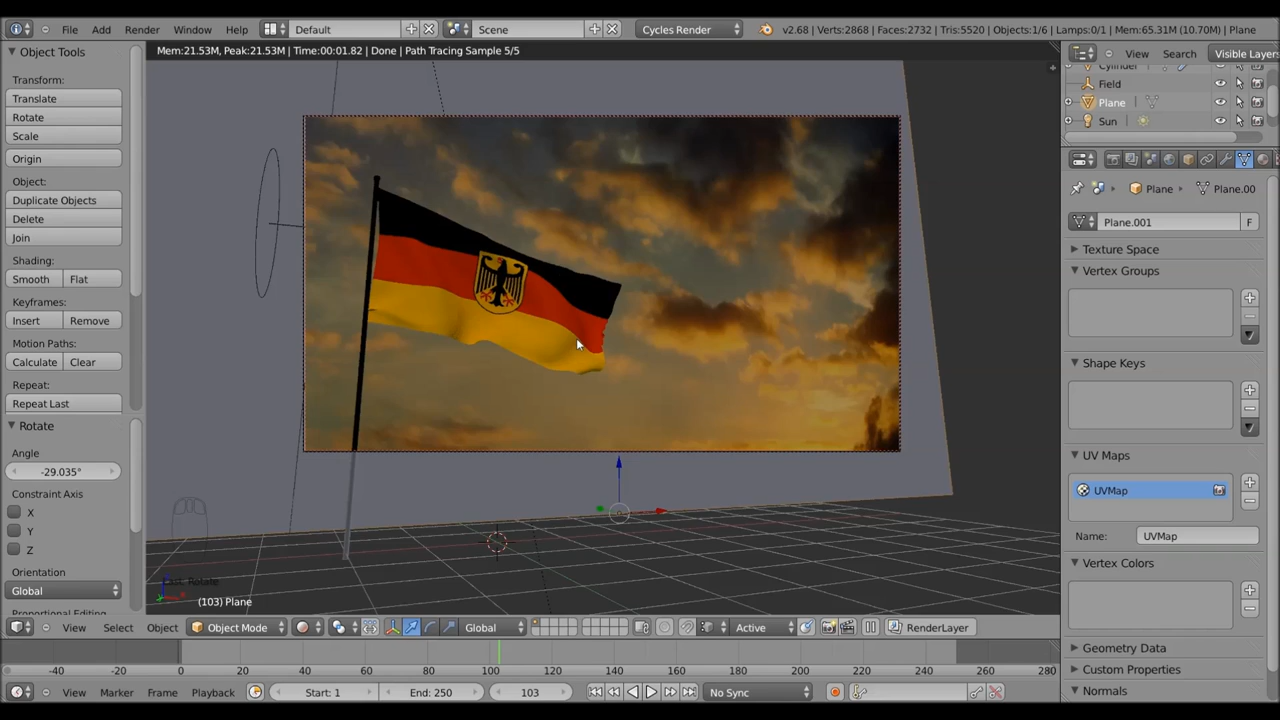 File Add Render Window Help Default Scene Cycles Render v2.68 | Verts:2868 | Faces:2732 | Tris:5520 | Objects:1/6 | Lamps:0/1 | Mem:65.31M (10.70M) | Plane
Object Tools
Transform:
Translate
Rotate
Scale
Origin
Object:
Duplicate Objects
Delete
Join
Shading:
Smooth Flat
Keyframes:
Insert Remove
Motion Paths:
Calculate Clear
Repeat:
Repeat Last
Rotate
Angle
-29.035°
Constraint Axis
X
Y
Z
Orientation
Global
Proportional Editing
Mem:21.53M, Peak:21.53M | Time:00:01.82 | Done | Path Tracing Sample 5/5
Last: Rotate
(103) Plane
View Search Visible Layers
Cylinder
Field
Plane
Sun
Plane Plane.00
Plane.001 F
Texture Space
Vertex Groups
Shape Keys
UV Maps
UVMap
Name: UVMap
Vertex Colors
Geometry Data
Custom Properties
Normals
View Select Object Object Mode Global Active RenderLayer
-40 -20 0 20 40 60 80 100 120 140 160 180 200 220 240 260 280
View Marker Frame Playback Start: 1 End: 250 103 No Sync